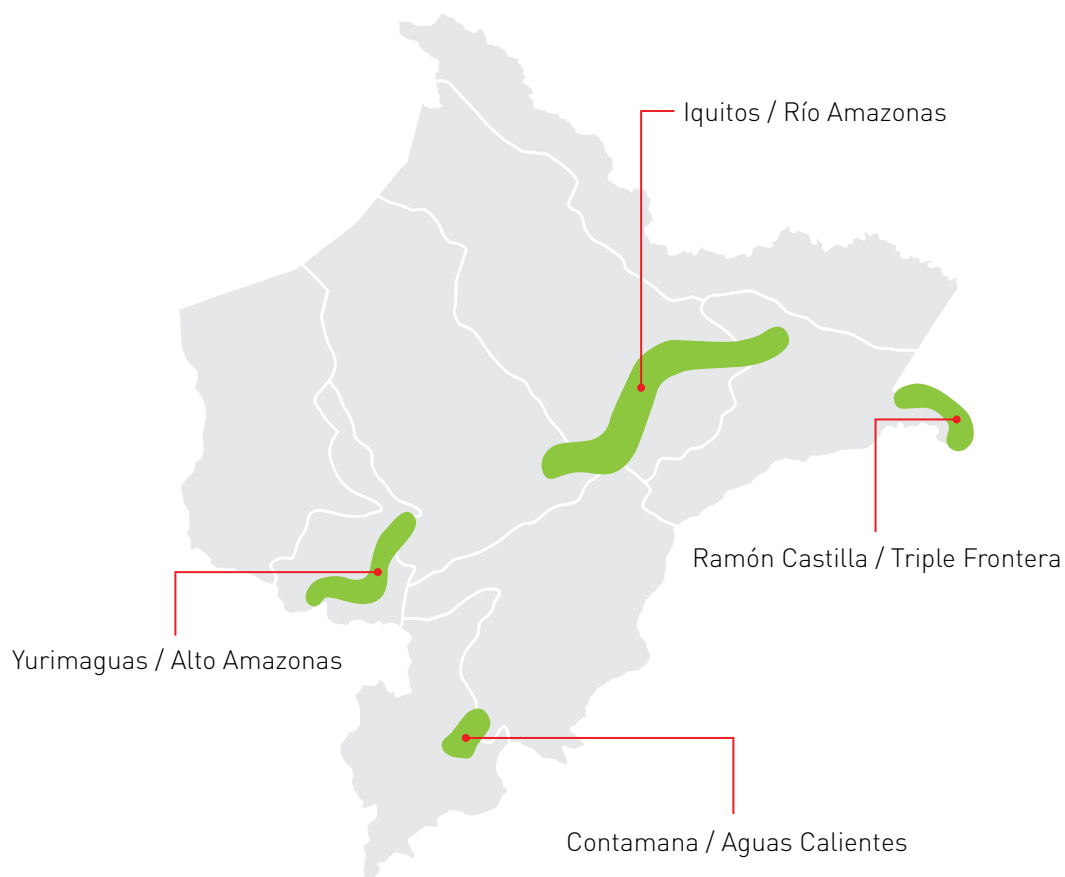 Iquitos / Río Amazonas
Ramón Castilla / Triple Frontera
Yurimaguas / Alto Amazonas
Contamana / Aguas Calientes